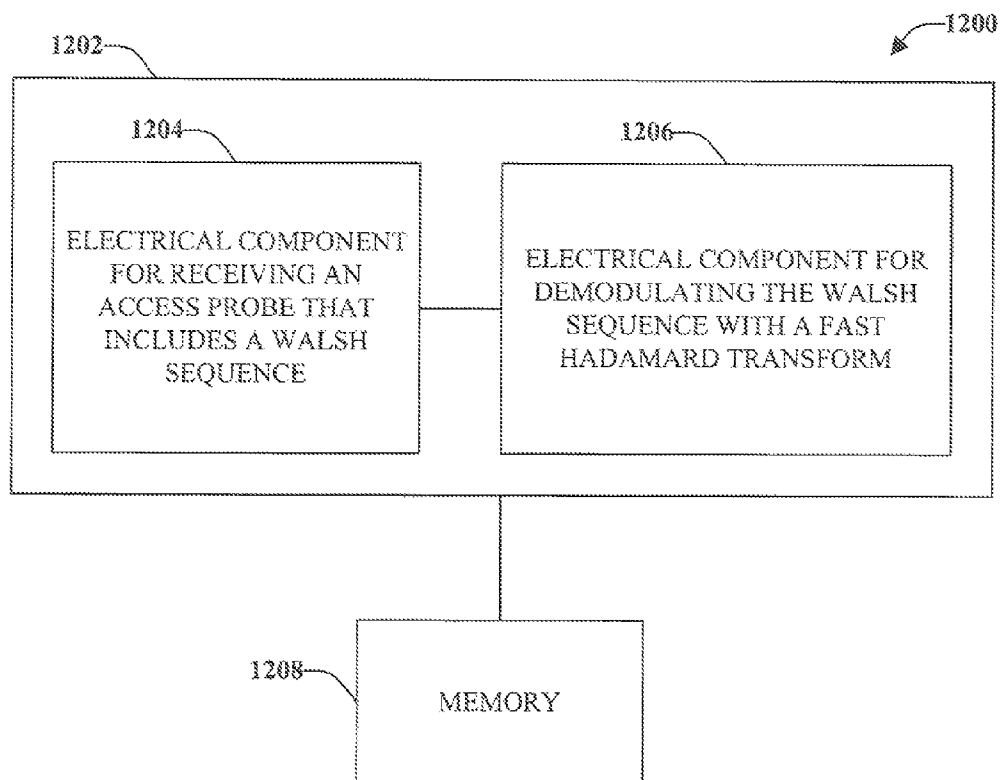 1200
1202
1204
1206
ELECTRICAL COMPONENT
FOR RECEIVING AN
ACCESS PROBE THAT
INCLUDES A WALSH
SEQUENCE
ELECTRICAL COMPONENT FOR
DEMODULATING THE WALSH
SEQUENCE WITH A FAST
HADAMARD TRANSFORM
1208
MEMORY